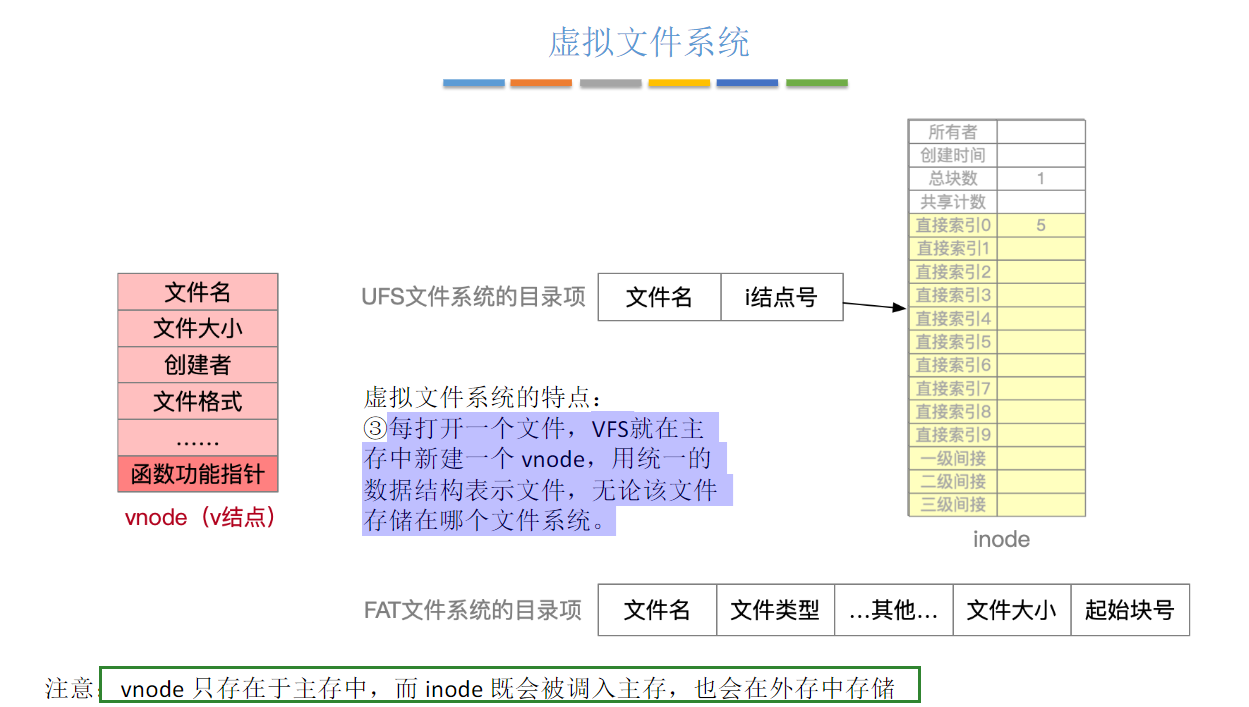 虚拟文件系统
所有者
创建时间
总块数 1
共享计数
直接索引0 5
直接索引1
直接索引2
直接索引3
直接索引4
直接索引5
直接索引6
直接索引7
直接索引8
直接索引9
一级间接
二级间接
三级间接
inode
文件名
文件大小
创建者
文件格式
……
函数功能指针
vnode（v结点）
UFS文件系统的目录项 文件名 i结点号
虚拟文件系统的特点：
③每打开一个文件，VFS就在主
存中新建一个 vnode，用统一的
数据结构表示文件，无论该文件
存储在哪个文件系统。
FAT文件系统的目录项 文件名 文件类型 …其他… 文件大小 起始块号
注意：vnode 只存在于主存中，而 inode 既会被调入主存，也会在外存中存储